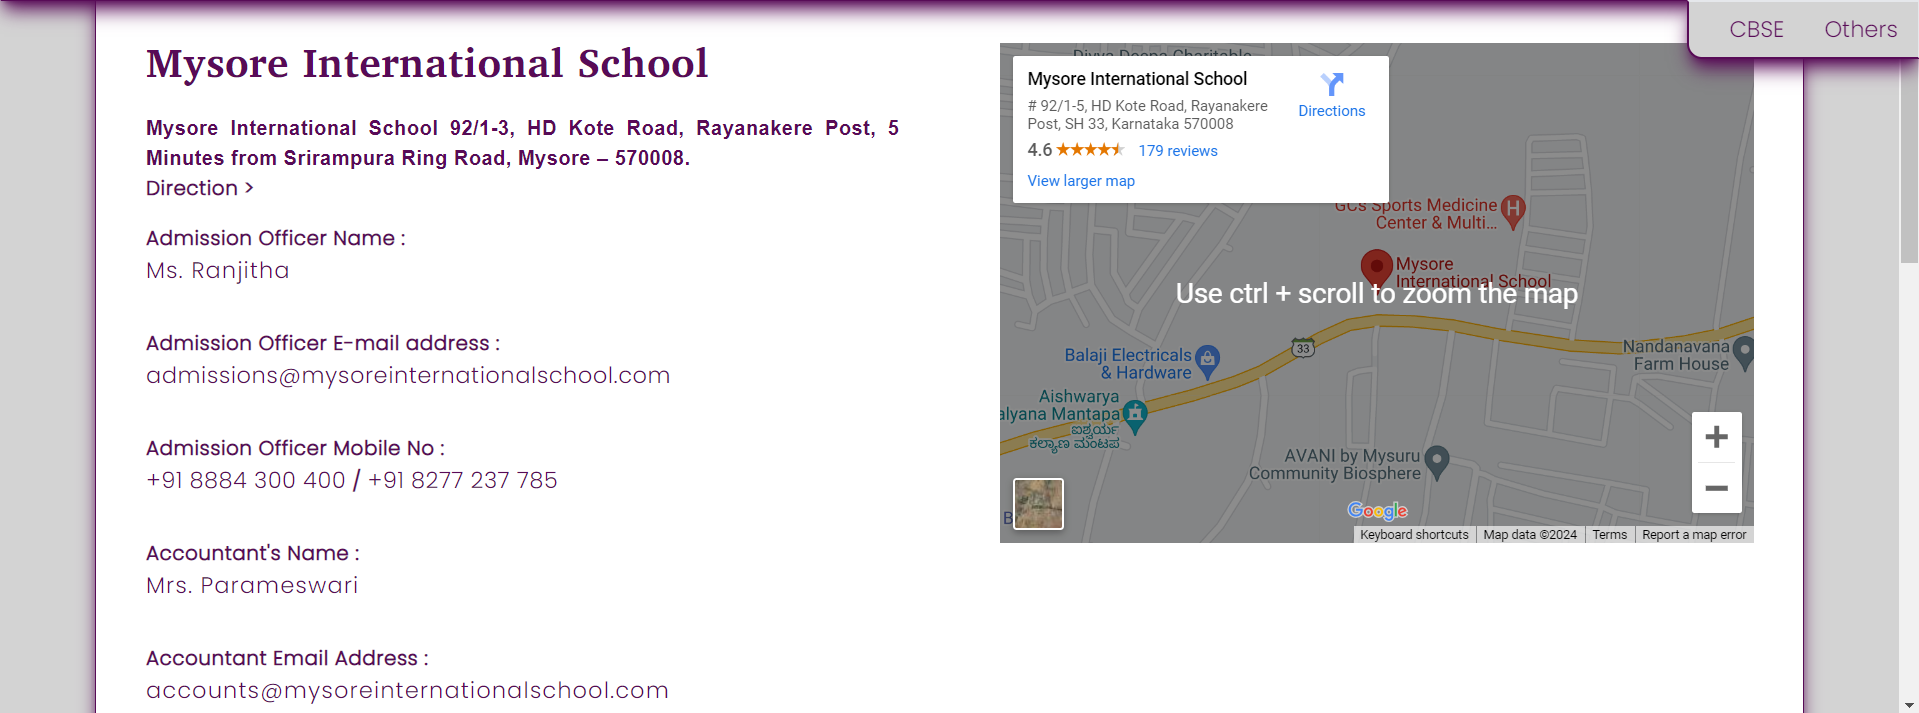 CBSE Others
Mysore International School
Mysore International School 92/1-3, HD Kote Road, Rayanakere Post, 5
Minutes from Srirampura Ring Road, Mysore – 570008.
Direction >
Admission Officer Name :
Ms. Ranjitha
Admission Officer E-mail address :
admissions@mysoreinternationalschool.com
Admission Officer Mobile No :
+91 8884 300 400 / +91 8277 237 785
Accountant's Name :
Mrs. Parameswari
Accountant Email Address :
accounts@mysoreinternationalschool.com
Divya Deepa Charitable
Mysore International School
# 92/1-5, HD Kote Road, Rayanakere
Post, SH 33, Karnataka 570008
4.6 179 reviews
View larger map
Directions
GCs Sports Medicine
Center & Multi...
Mysore
International School
Use ctrl + scroll to zoom the map
33
Balaji Electricals
& Hardware
Nandanavana
Farm House
Aishwarya
alyana Mantapa
ಐಶ್ವರ್ಯ
ಕಲ್ಯಾಣ ಮಂಟಪ
AVANI by Mysuru
Community Biosphere
B
Google
Keyboard shortcuts Map data ©2024 Terms Report a map error